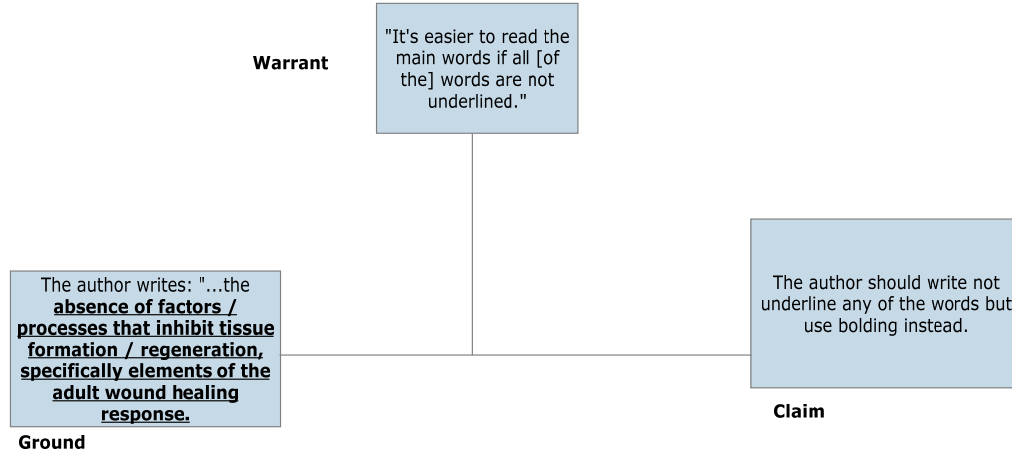 "It's easier to read the
main words if all [of
the] words are not
underlined."
Warrant
The author writes: "...the
absence of factors /
processes that inhibit tissue
formation / regeneration,
specifically elements of the
adult wound healing
response.
Ground
The author should write not
underline any of the words but
use bolding instead.
Claim